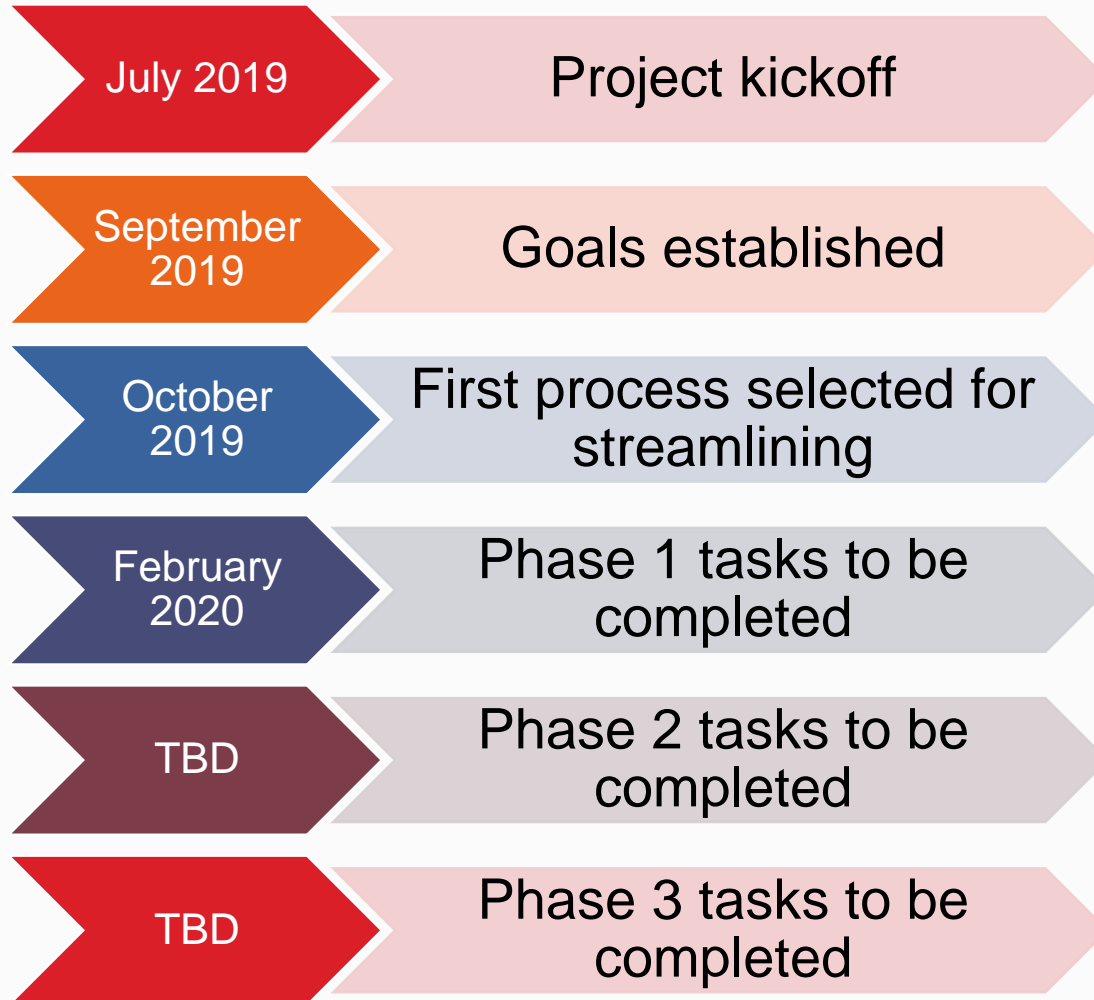 July 2019
Project kickoff
September
2019
Goals established
October
2019
First process selected for
streamlining
February
2020
Phase 1 tasks to be
completed
TBD
Phase 2 tasks to be
completed
TBD
Phase 3 tasks to be
completed